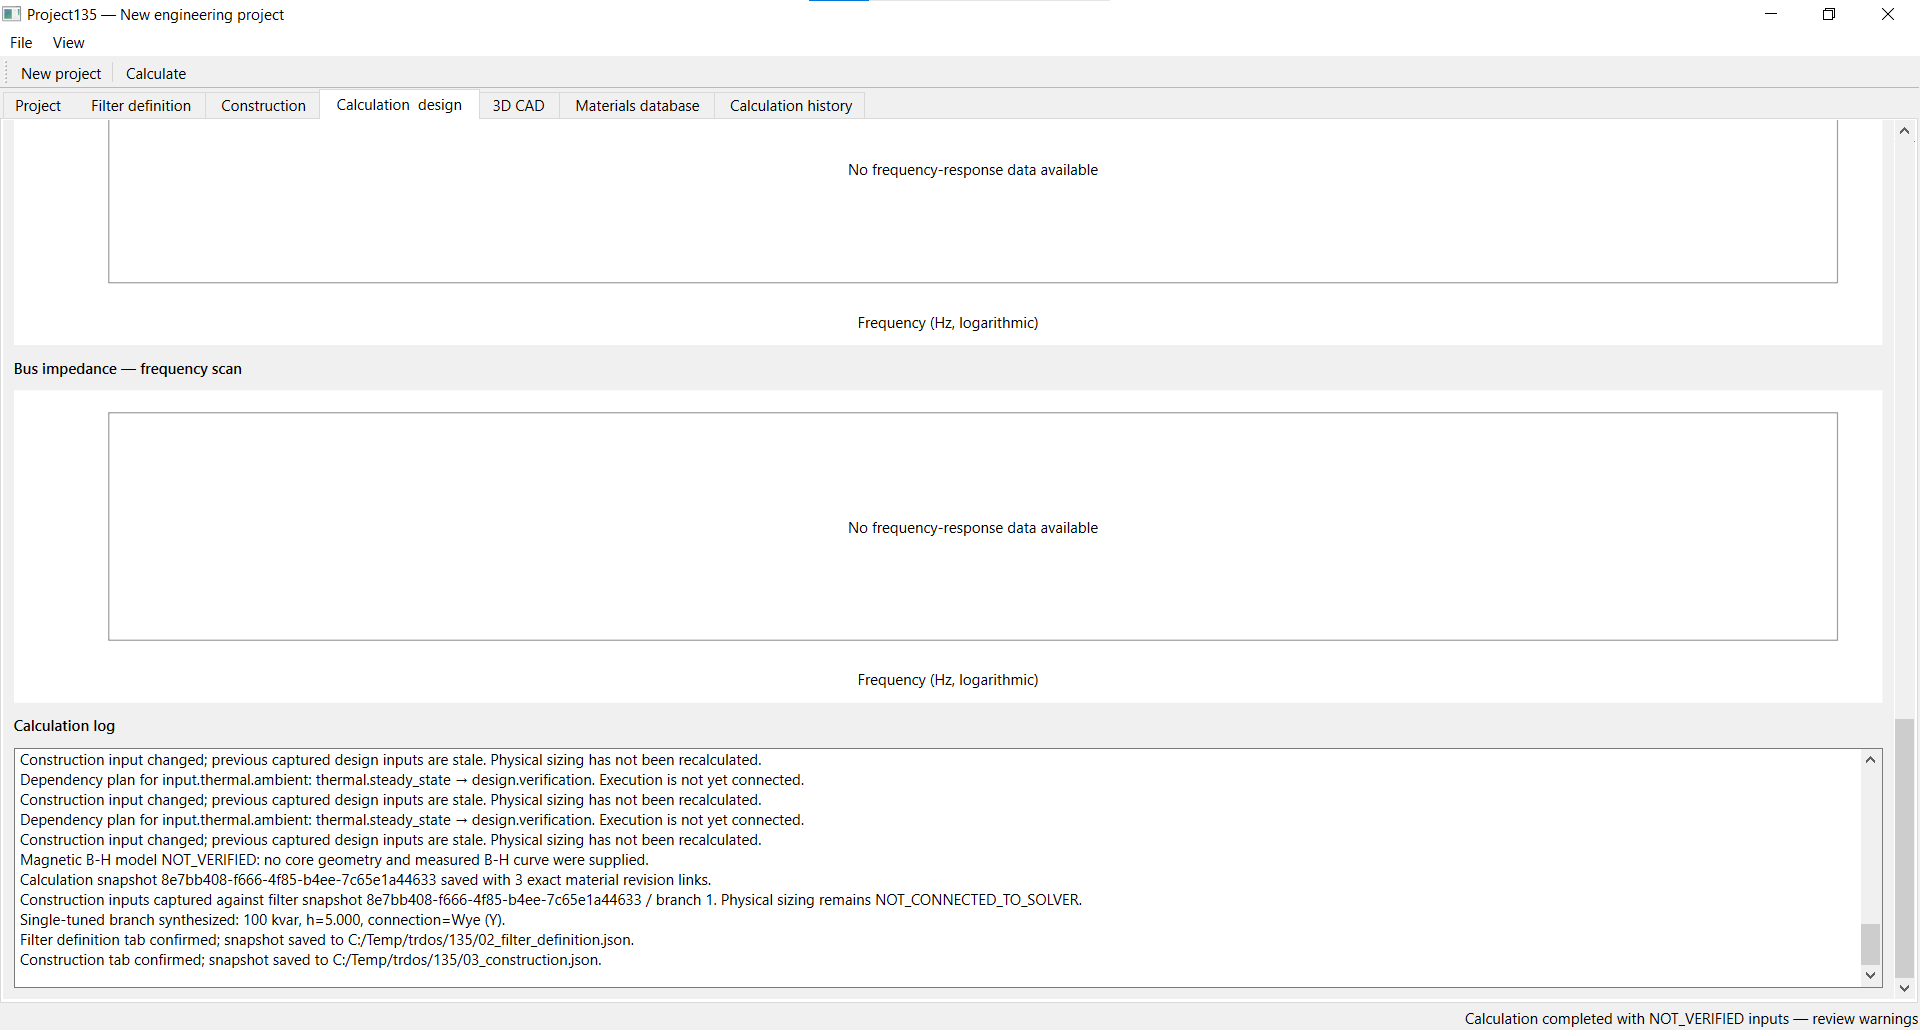 Project135 — New engineering project
File View
New project Calculate
Project Filter definition Construction Calculation design 3D CAD Materials database Calculation history
No frequency-response data available
Frequency (Hz, logarithmic)
Bus impedance — frequency scan
No frequency-response data available
Frequency (Hz, logarithmic)
Calculation log
Construction input changed; previous captured design inputs are stale. Physical sizing has not been recalculated.
Dependency plan for input.thermal.ambient: thermal.steady_state → design.verification. Execution is not yet connected.
Construction input changed; previous captured design inputs are stale. Physical sizing has not been recalculated.
Dependency plan for input.thermal.ambient: thermal.steady_state → design.verification. Execution is not yet connected.
Construction input changed; previous captured design inputs are stale. Physical sizing has not been recalculated.
Magnetic B-H model NOT_VERIFIED: no core geometry and measured B-H curve were supplied.
Calculation snapshot 8e7bb408-f666-4f85-b4ee-7c65e1a44633 saved with 3 exact material revision links.
Construction inputs captured against filter snapshot 8e7bb408-f666-4f85-b4ee-7c65e1a44633 / branch 1. Physical sizing remains NOT_CONNECTED_TO_SOLVER.
Single-tuned branch synthesized: 100 kvar, h=5.000, connection=Wye (Y).
Filter definition tab confirmed; snapshot saved to C:/Temp/trdos/135/02_filter_definition.json.
Construction tab confirmed; snapshot saved to C:/Temp/trdos/135/03_construction.json.
Calculation completed with NOT_VERIFIED inputs — review warnings